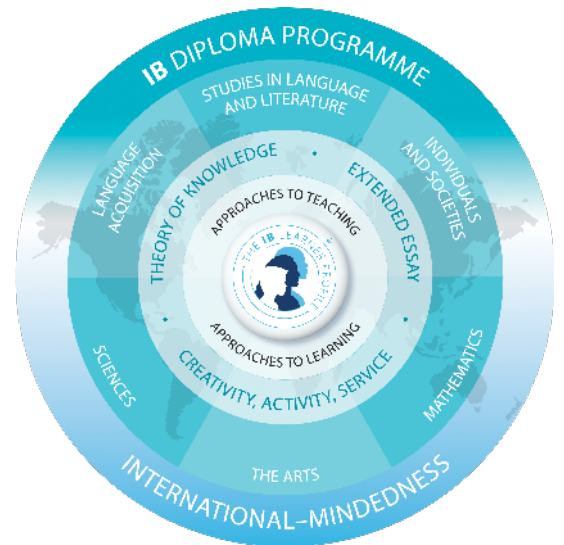 IB DIPLOMA PROGRAMME
STUDIES IN LANGUAGE
AND LITERATURE
LANGUAGE
ACQUISITION
INDIVIDUALS
AND SOCIETIES
THEORY OF KNOWLEDGE
•
EXTENDED ESSAY
APPROACHES TO TEACHING
THE IB LEARNER PROFILE
APPROACHES TO LEARNING
•
CREATIVITY, ACTIVITY, SERVICE
•
SCIENCES
MATHEMATICS
THE ARTS
INTERNATIONAL–MINDEDNESS